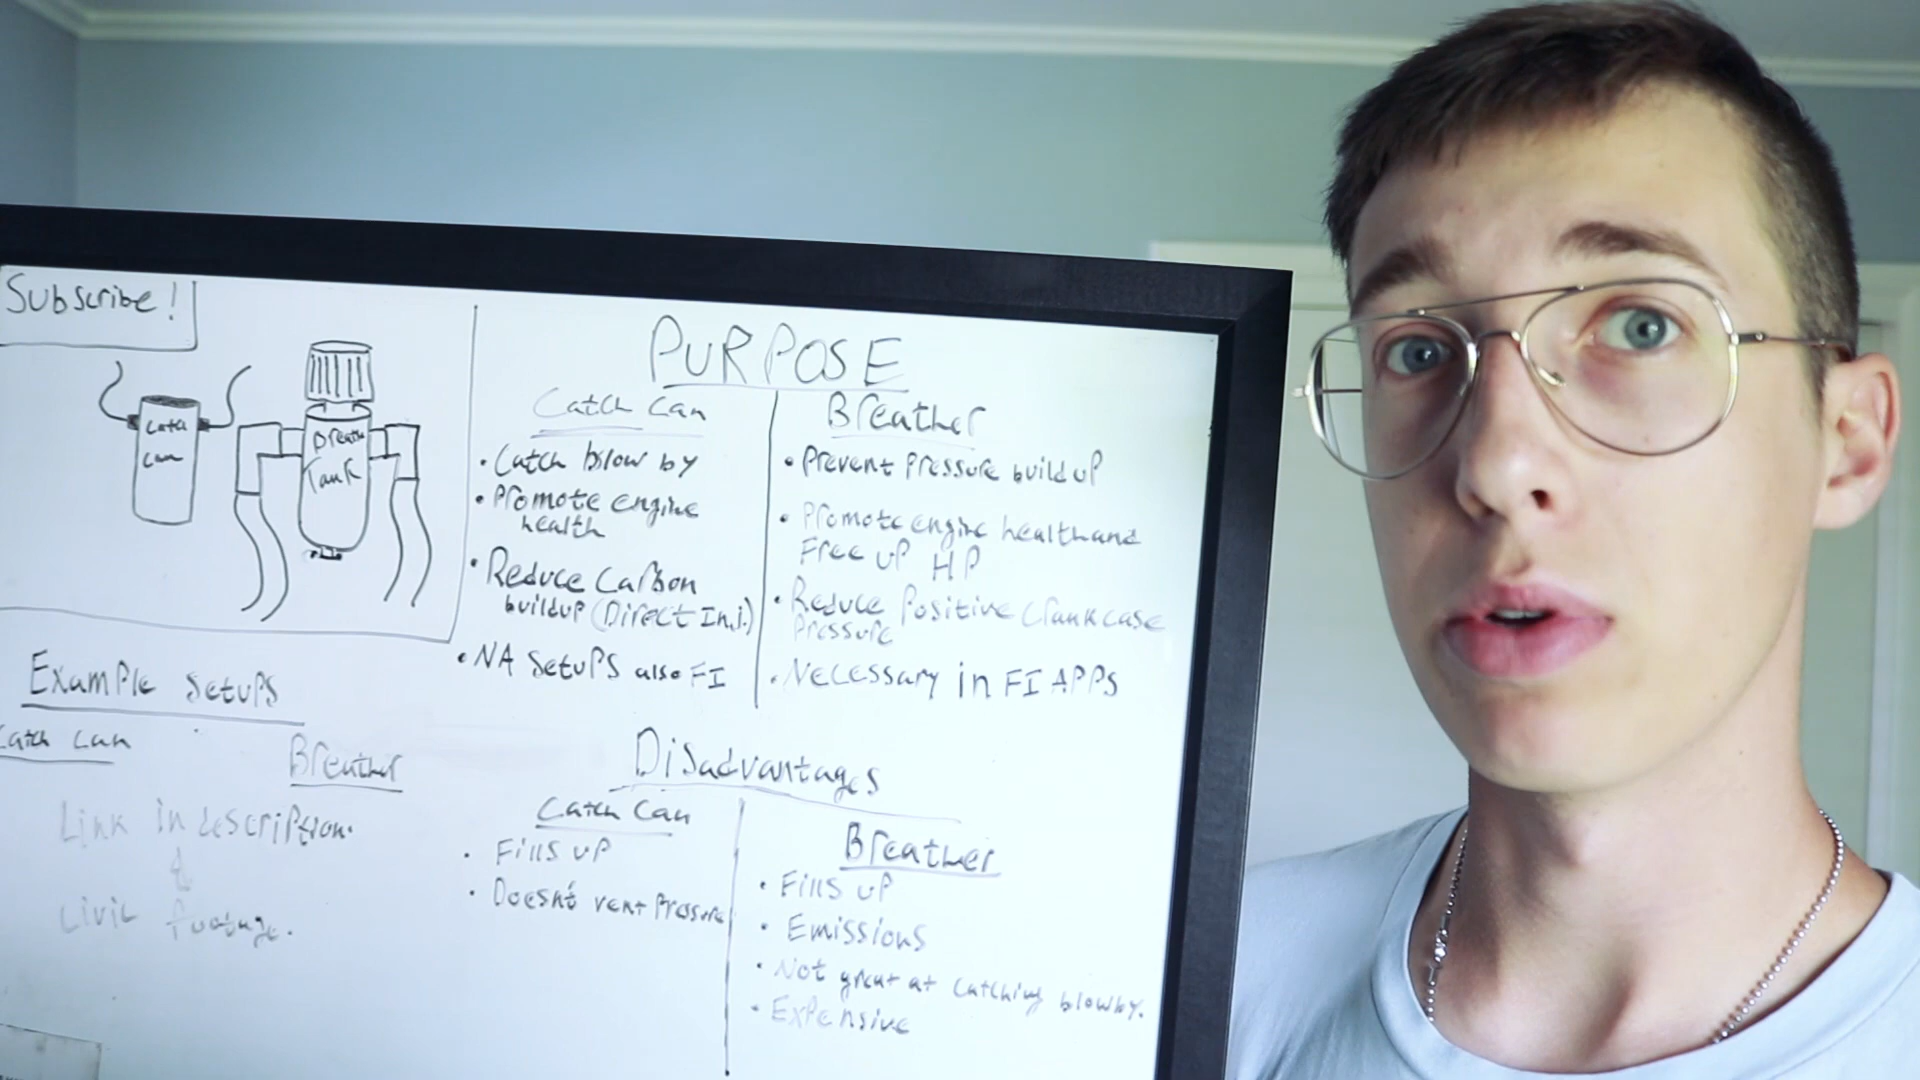 Subscribe!
Catch
can
Breath
Tank
PURPOSE
Catch Can
• Catch blow by
• Promote engine
health
• Reduce Carbon
buildup (Direct Inj.)
• NA Setups also FI
Breather
• Prevent Pressure build up
• Promote engine health and
Free up HP
• Reduce Positive Crankcase
Pressure
• Necessary in FI APPS
Example Setups
Catch Can
Breather
Link in description
&
Civic footage.
Disadvantages
Catch Can
• Fills up
• Doesn't vent Pressure
Breather
• Fills up
• Emissions
• Not great at catching blowby.
• Expensive